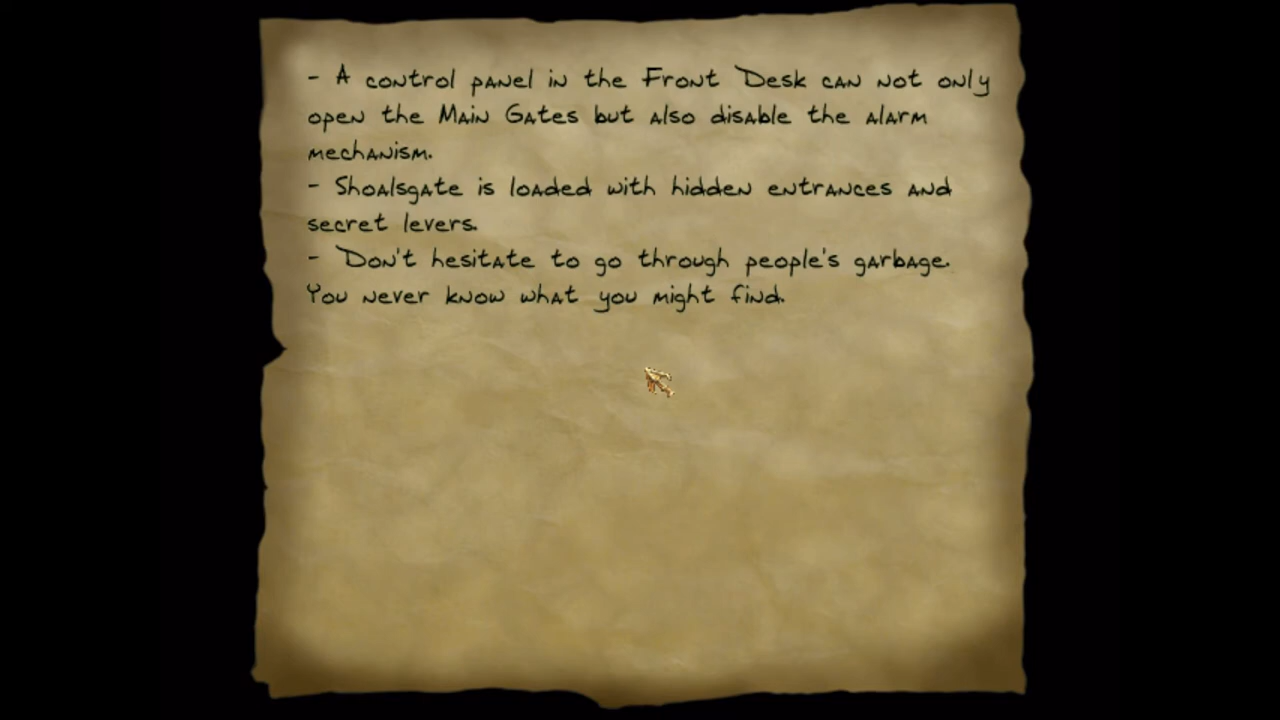 - A control panel in the Front Desk can not only
open the Main Gates but also disable the alarm
mechanism.
- Shoalsgate is loaded with hidden entrances and
secret levers.
- Don't hesitate to go through people's garbage.
You never know what you might find.